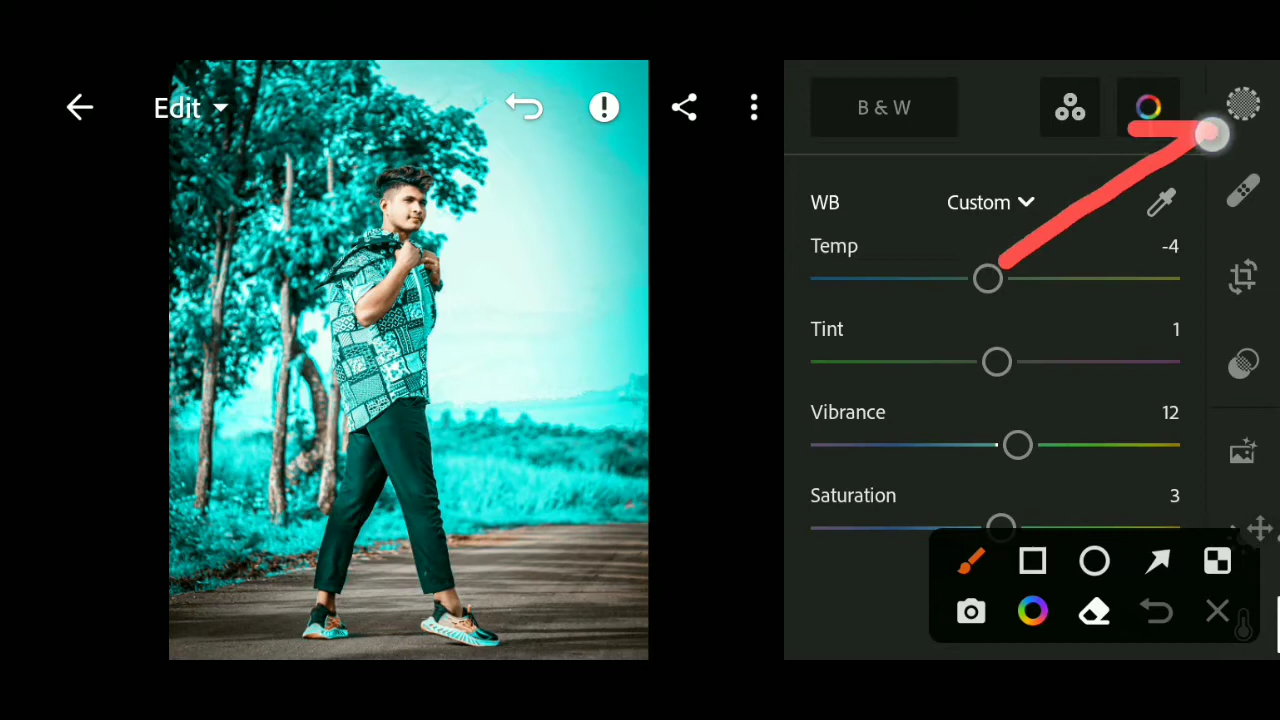 Edit
B & W
WB Custom
Temp -4
Tint 1
Vibrance 12
Saturation 3